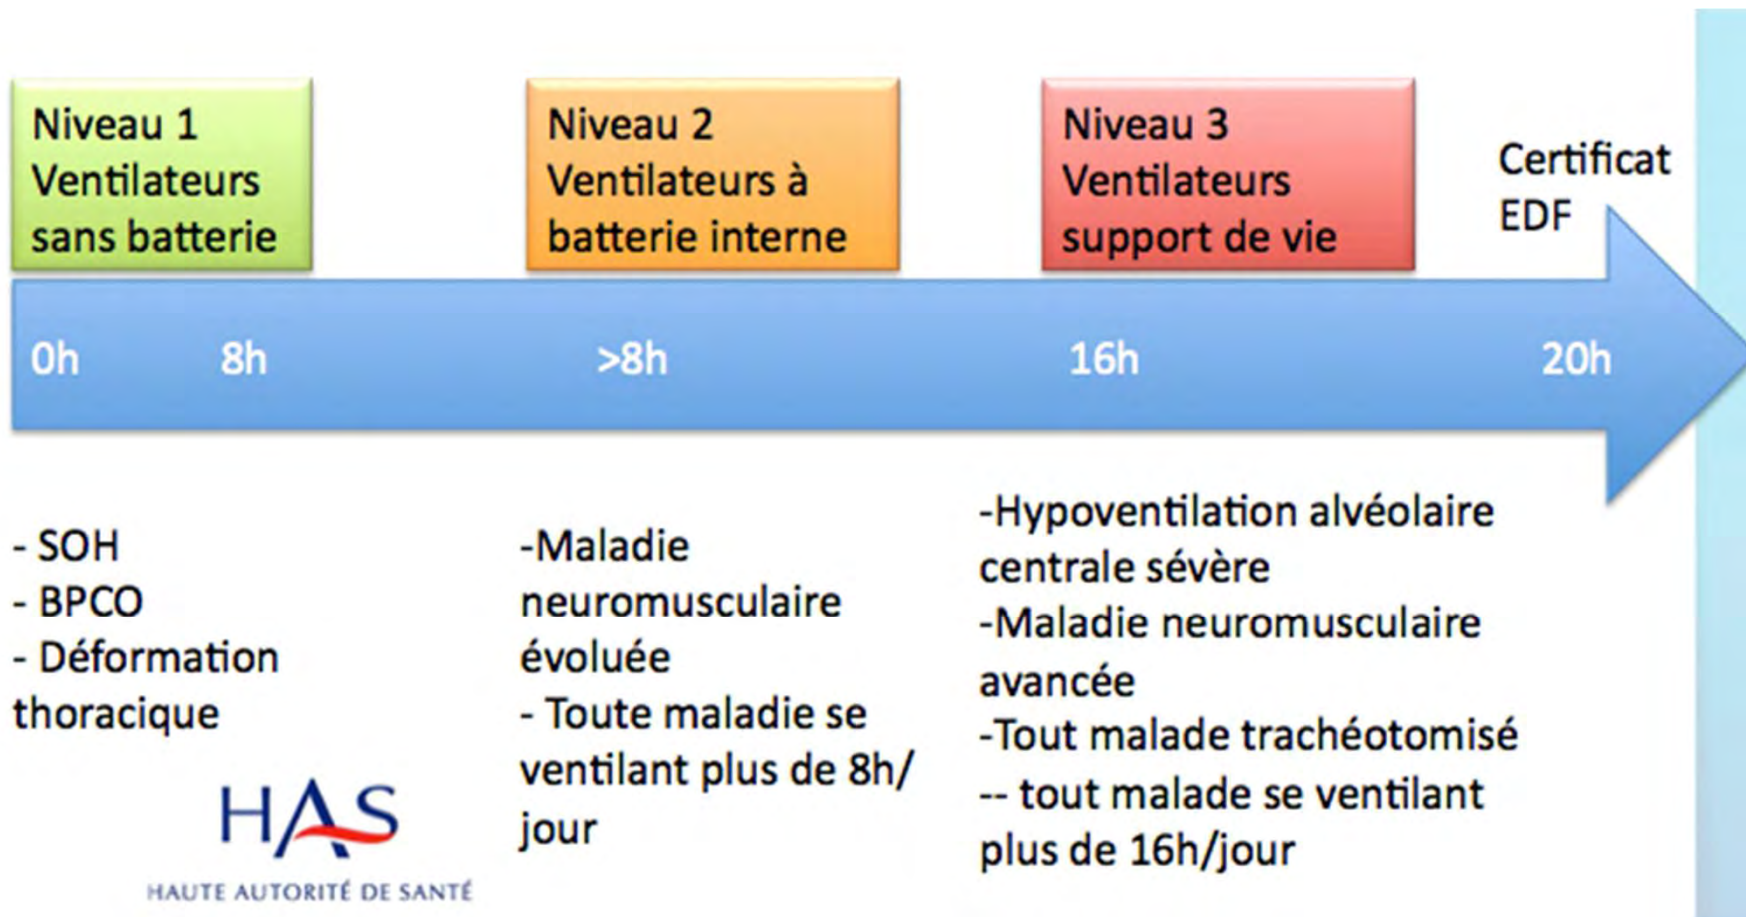 Niveau 1
Ventilateurs
sans batterie
Niveau 2
Ventilateurs à
batterie interne
Niveau 3
Ventilateurs
support de vie
Certificat
EDF
0h 8h >8h 16h 20h
- SOH
- BPCO
- Déformation
thoracique
-Maladie
neuromusculaire
évoluée
- Toute maladie se
ventilant plus de 8h/
jour
-Hypoventilation alvéolaire
centrale sévère
-Maladie neuromusculaire
avancée
-Tout malade trachéotomisé
-- tout malade se ventilant
plus de 16h/jour
HAS
HAUTE AUTORITÉ DE SANTÉ